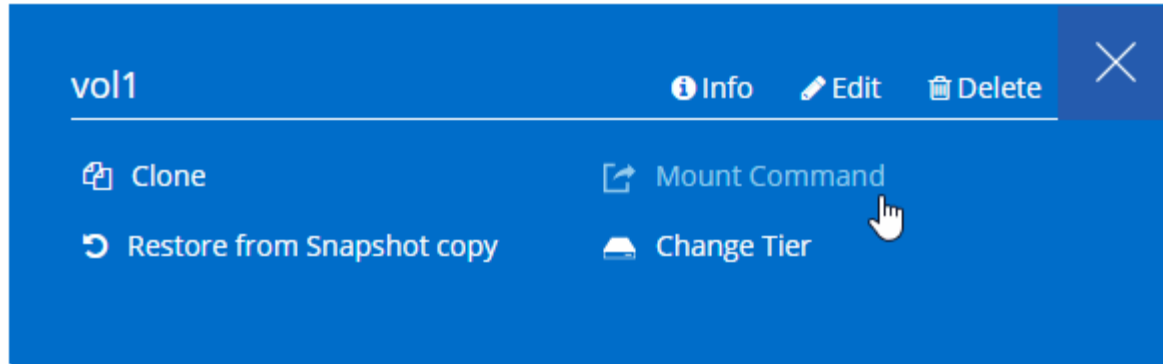 vol1 Info Edit Delete
Clone Mount Command
Restore from Snapshot copy Change Tier